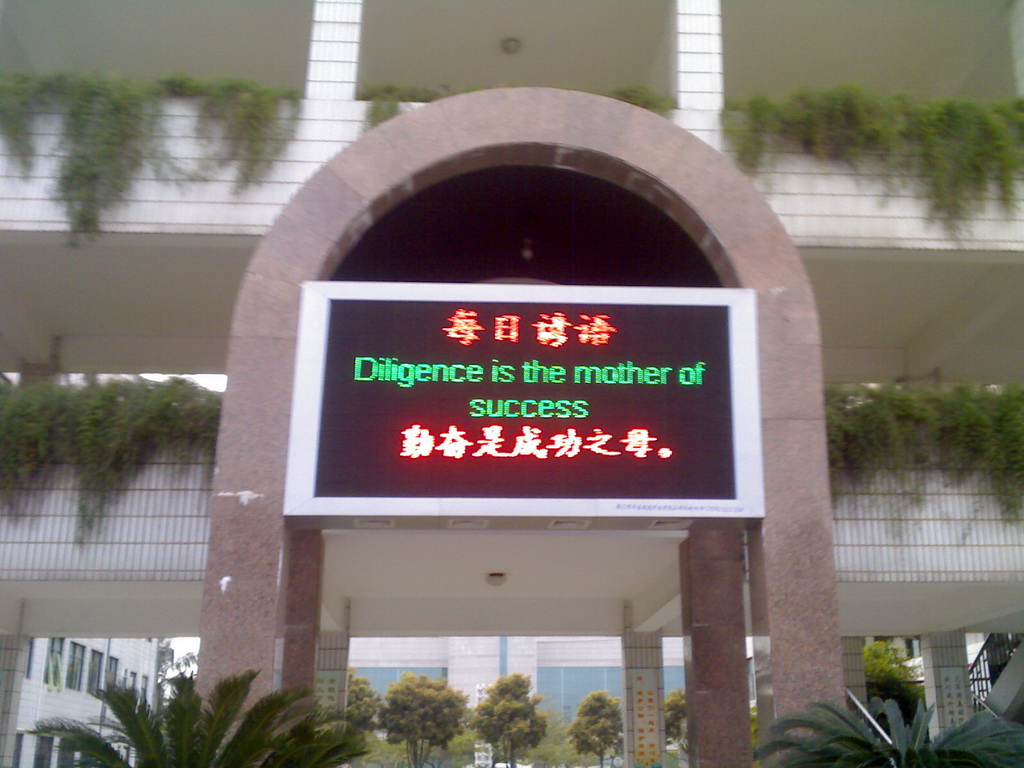 每日谚语
Diligence is the mother of
success
勤奋是成功之母。